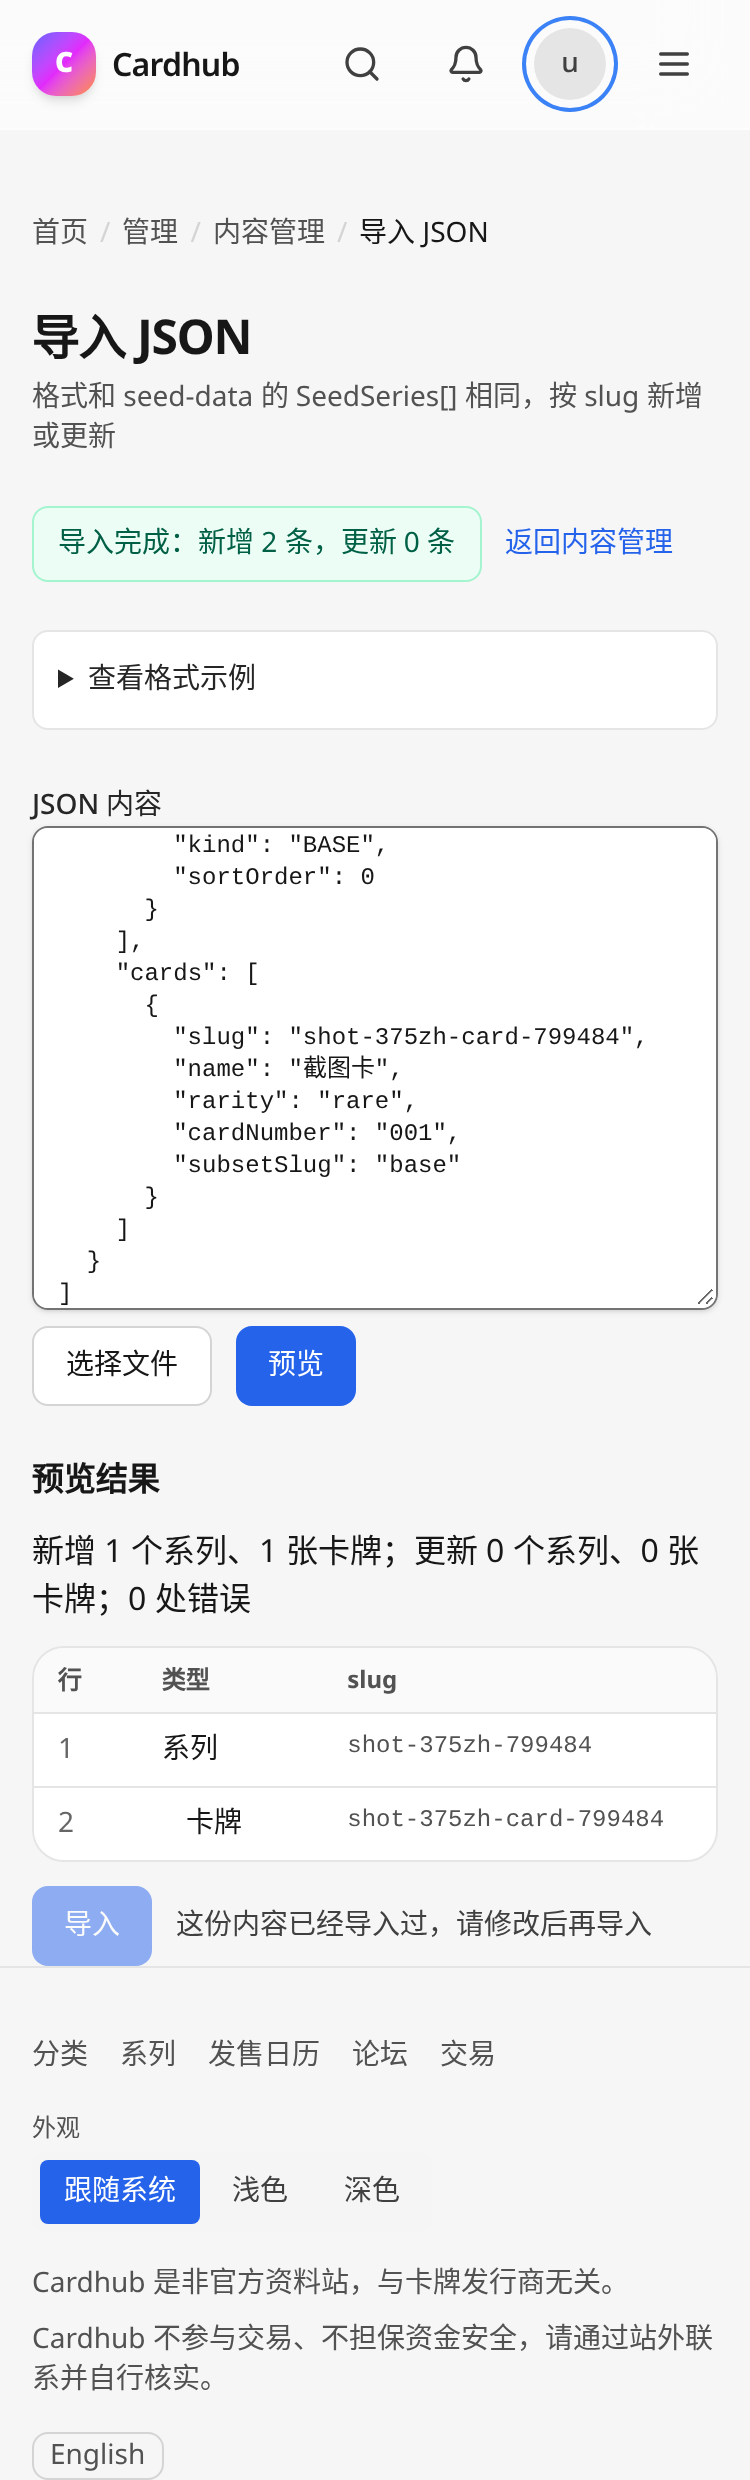 C Cardhub u
首页 / 管理 / 内容管理 / 导入 JSON
导入 JSON
格式和 seed-data 的 SeedSeries[] 相同，按 slug 新增
或更新
导入完成：新增 2 条，更新 0 条 返回内容管理
▶ 查看格式示例
JSON 内容
"kind": "BASE",
"sortOrder": 0
}
],
"cards": [
{
"slug": "shot-375zh-card-799484",
"name": "截图卡",
"rarity": "rare",
"cardNumber": "001",
"subsetSlug": "base"
}
]
}
]
选择文件 预览
预览结果
新增 1 个系列、1 张卡牌；更新 0 个系列、0 张
卡牌；0 处错误
行 类型 slug
1 系列 shot-375zh-799484
2 卡牌 shot-375zh-card-799484
导入 这份内容已经导入过，请修改后再导入
分类 系列 发售日历 论坛 交易
外观
跟随系统 浅色 深色
Cardhub 是非官方资料站，与卡牌发行商无关。
Cardhub 不参与交易、不担保资金安全，请通过站外联
系并自行核实。
English